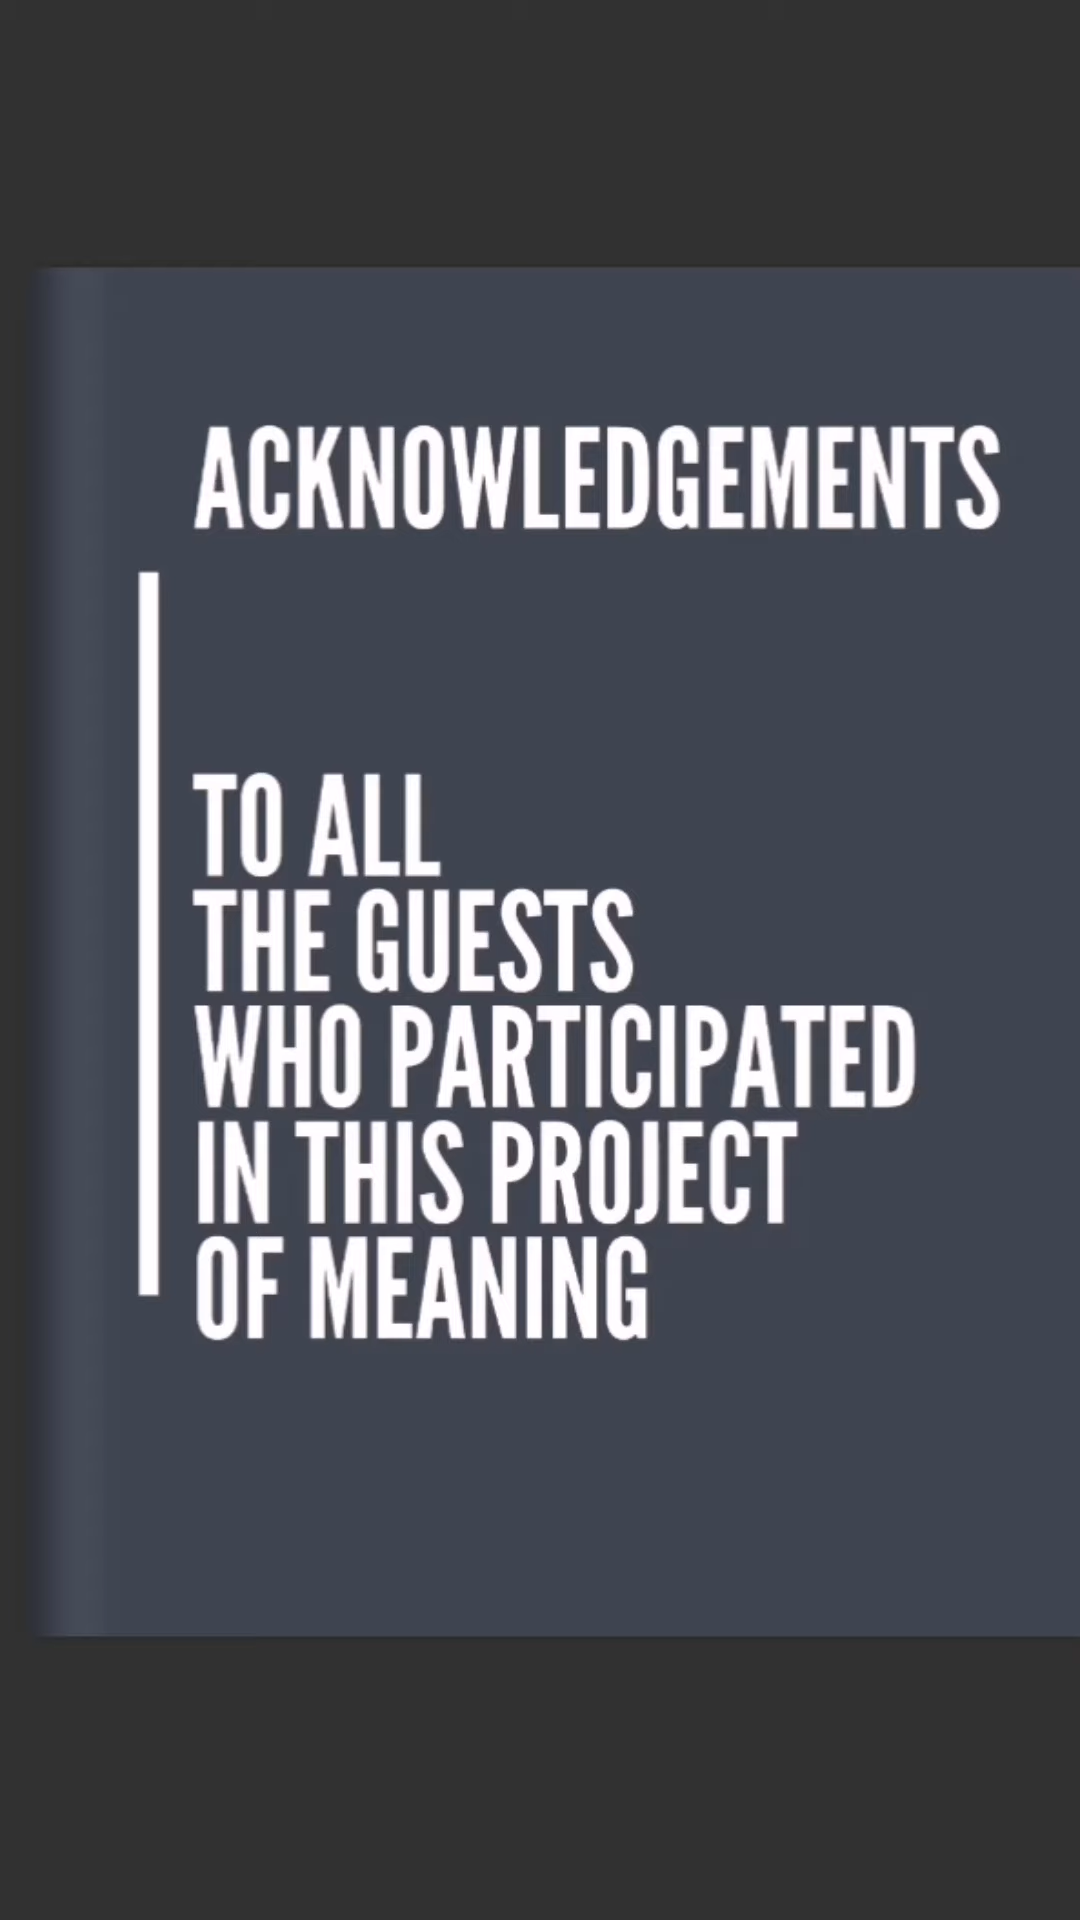 ACKNOWLEDGEMENTS
TO ALL
THE GUESTS
WHO PARTICIPATED
IN THIS PROJECT
OF MEANING